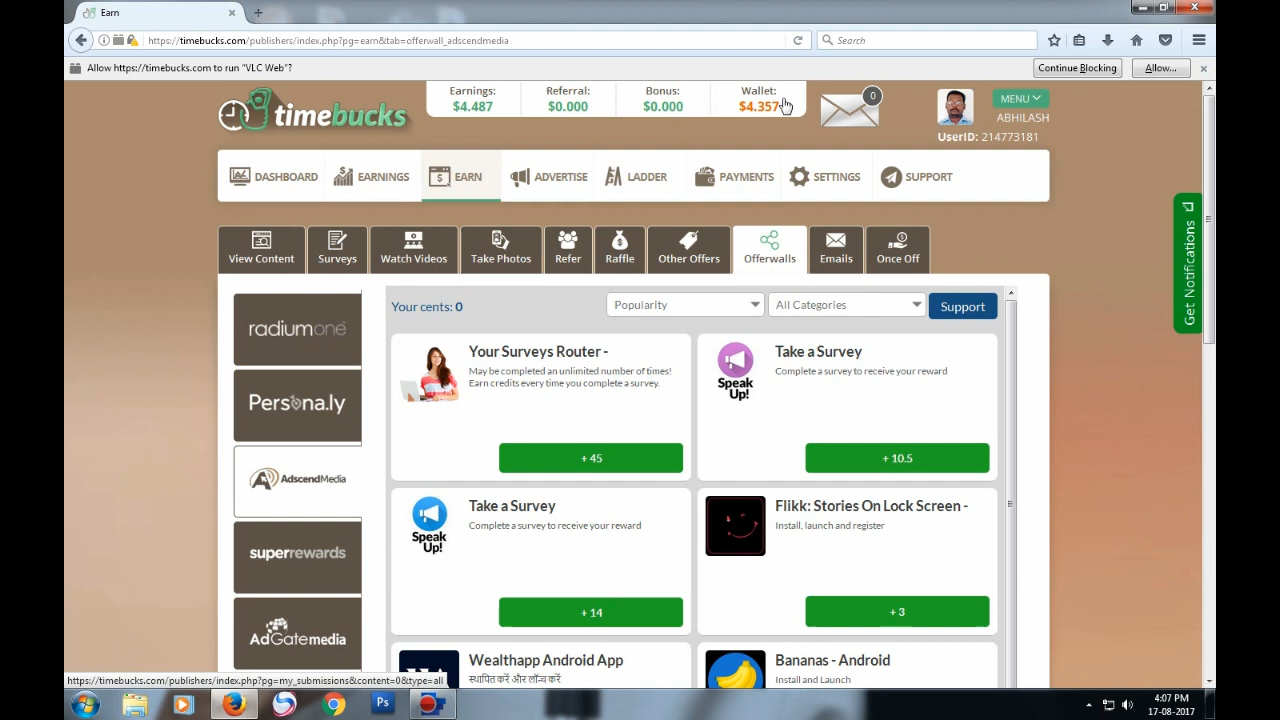 Earn
https://timebucks.com/publishers/index.php?pg=earn&tab=offerwall_adscendmedia
Search
Allow https://timebucks.com to run "VLC Web"?
Continue Blocking
Allow...
timebucks
Earnings:
$4.487
Referral:
$0.000
Bonus:
$0.000
Wallet:
$4.357
0
MENU
ABHILASH
UserID: 214773181
DASHBOARD
EARNINGS
EARN
ADVERTISE
LADDER
PAYMENTS
SETTINGS
SUPPORT
View Content
Surveys
Watch Videos
Take Photos
Refer
Raffle
Other Offers
Offerwalls
Emails
Once Off
Get Notifications
radiumone
Persona.ly
AdscendMedia
superrewards
AdGatemedia
Your cents: 0
Popularity
All Categories
Support
Your Surveys Router -
May be completed an unlimited number of times!
Earn credits every time you complete a survey.
+ 45
Speak
Up!
Take a Survey
Complete a survey to receive your reward
+ 10.5
Speak
Up!
Take a Survey
Complete a survey to receive your reward
+ 14
Flikk: Stories On Lock Screen -
Install, launch and register
+ 3
Wealthapp Android App
स्थापित करें और लॉन्च करें
Bananas - Android
Install and Launch
https://timebucks.com/publishers/index.php?pg=my_submissions&content=0&type=all
Ps
4:07 PM
17-08-2017